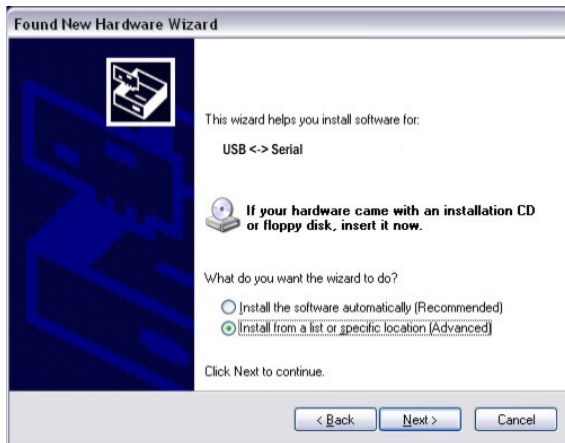 Found New Hardware Wizard
This wizard helps you install software for:
USB <-> Serial
If your hardware came with an installation CD
or floppy disk, insert it now.
What do you want the wizard to do?
Install the software automatically (Recommended)
Install from a list or specific location (Advanced)
Click Next to continue.
< Back
Next >
Cancel